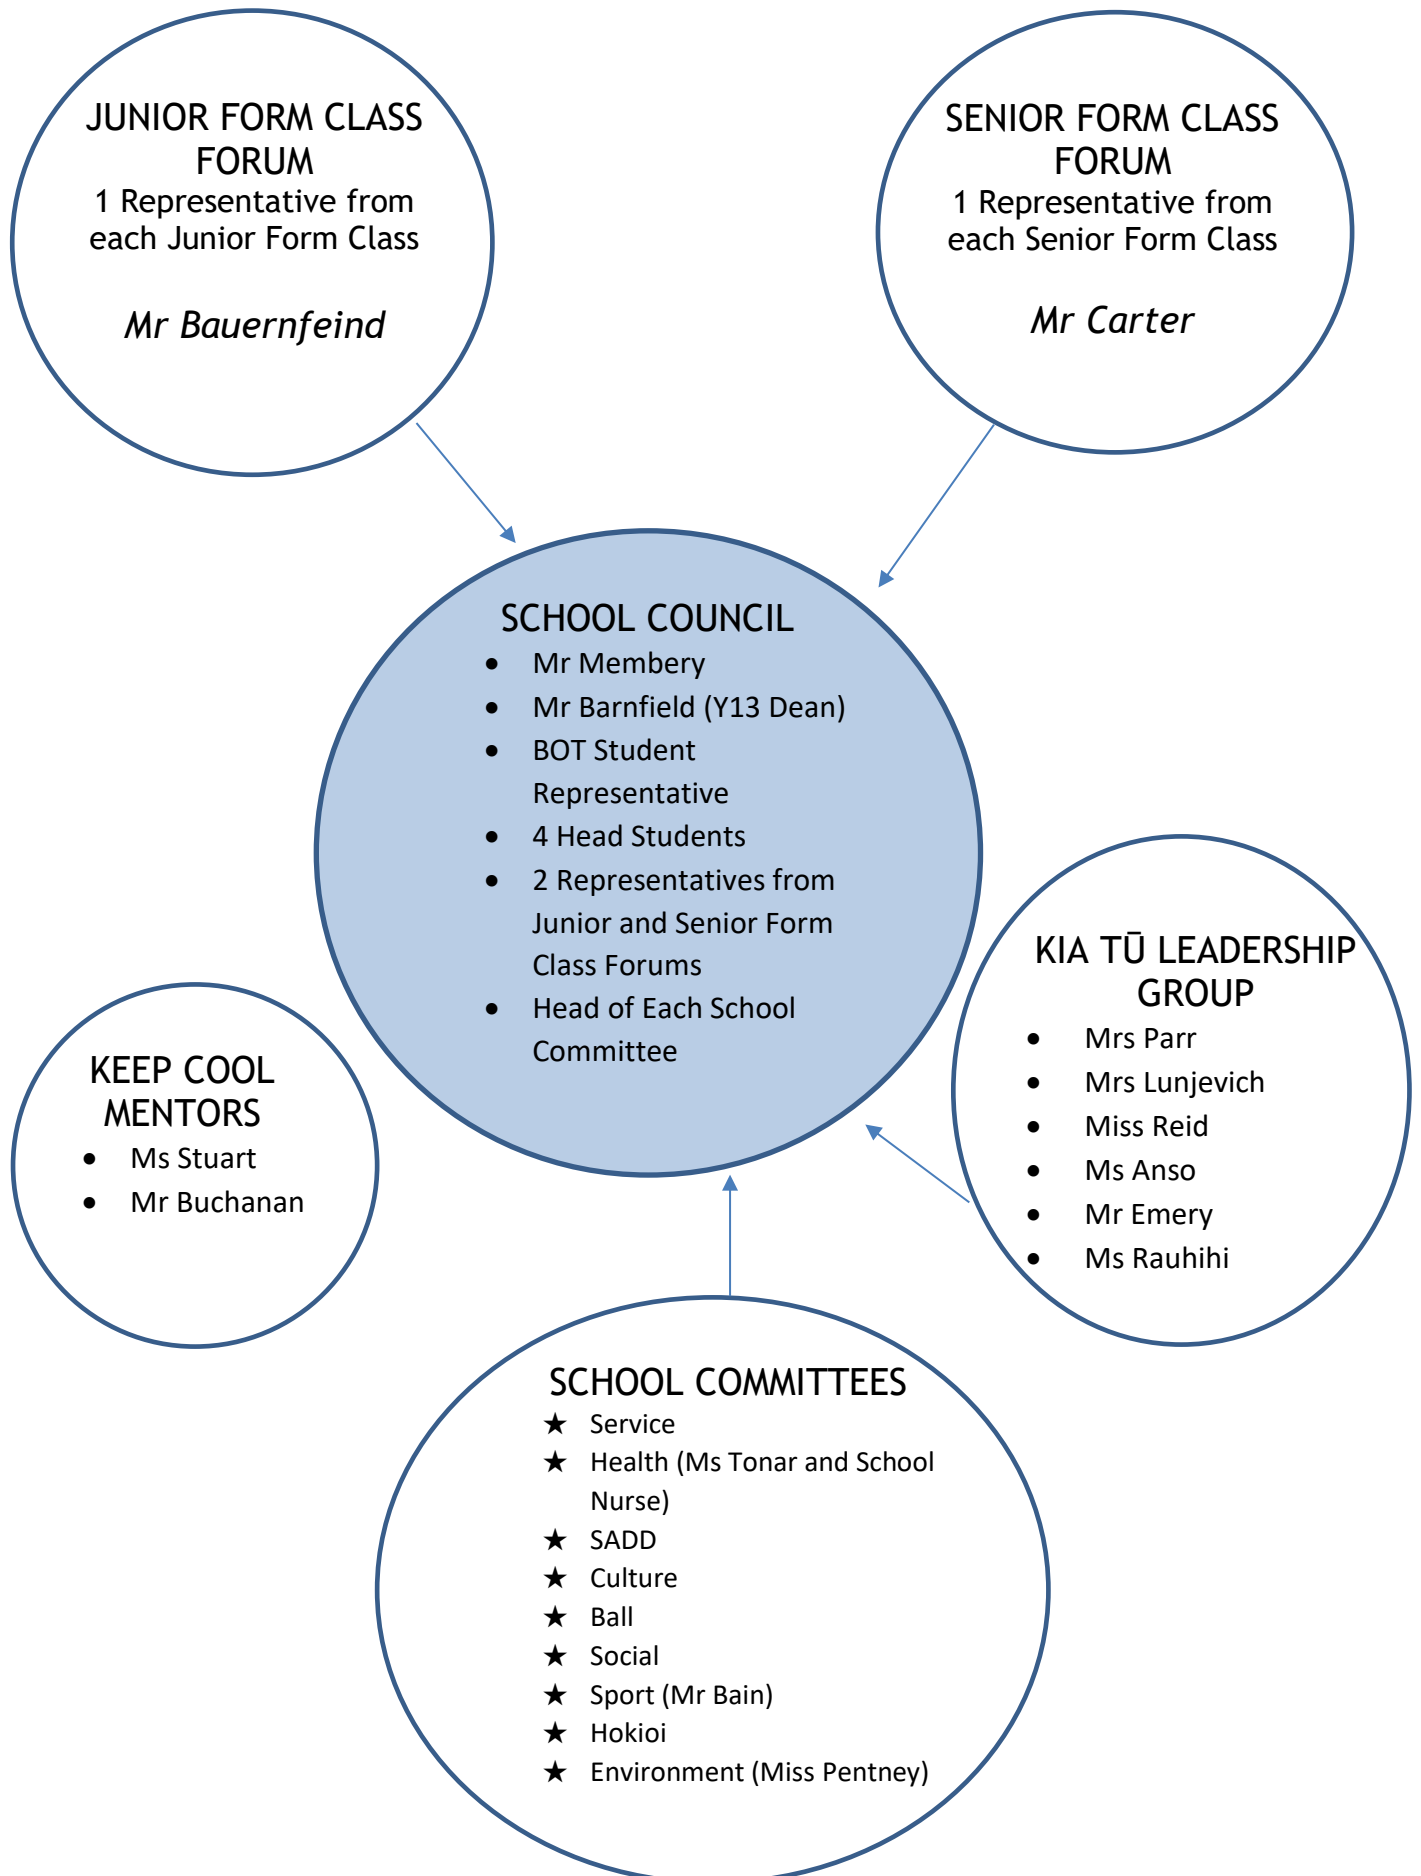 JUNIOR FORM CLASS
FORUM
1 Representative from
each Junior Form Class
Mr Bauernfeind
SENIOR FORM CLASS
FORUM
1 Representative from
each Senior Form Class
Mr Carter
SCHOOL COUNCIL
• Mr Membery
• Mr Barnfield (Y13 Dean)
• BOT Student
Representative
• 4 Head Students
• 2 Representatives from
Junior and Senior Form
Class Forums
• Head of Each School
Committee
KIA TŪ LEADERSHIP
GROUP
• Mrs Parr
• Mrs Lunjevich
• Miss Reid
• Ms Anso
• Mr Emery
• Ms Rauhihi
KEEP COOL
MENTORS
• Ms Stuart
• Mr Buchanan
SCHOOL COMMITTEES
★ Service
★ Health (Ms Tonar and School
Nurse)
★ SADD
★ Culture
★ Ball
★ Social
★ Sport (Mr Bain)
★ Hokioi
★ Environment (Miss Pentney)